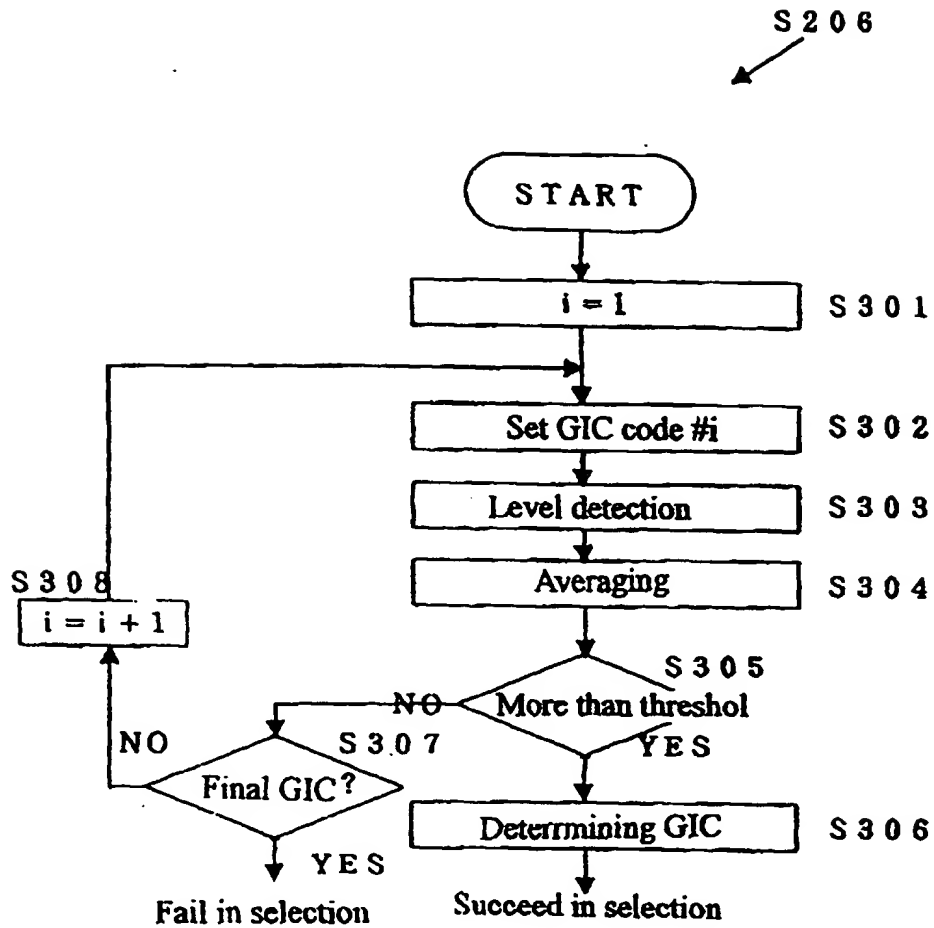 S206
START
i = 1
S301
Set GIC code #i
S302
Level detection
S303
Averaging
S304
S308
i = i + 1
S305
More than threshol
NO
YES
NO
S307
Final GIC?
Deterrmining GIC
S306
YES
Fail in selection
Succeed in selection